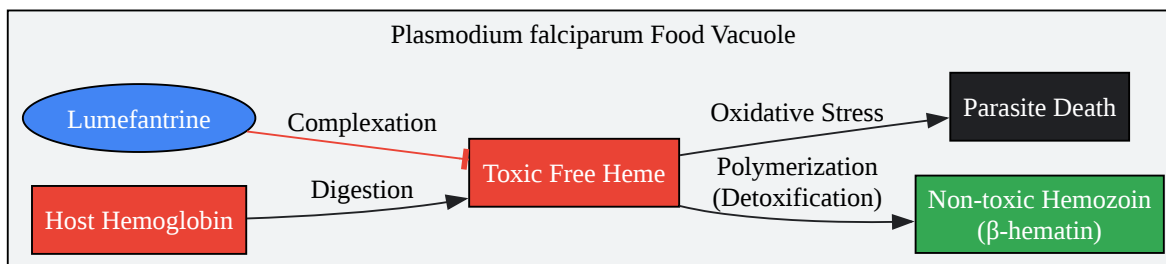 Plasmodium falciparum Food Vacuole
Lumefantrine
Complexation
Host Hemoglobin
Digestion
Toxic Free Heme
Oxidative Stress
Parasite Death
Polymerization
(Detoxification)
Non-toxic Hemozoin
(β-hematin)